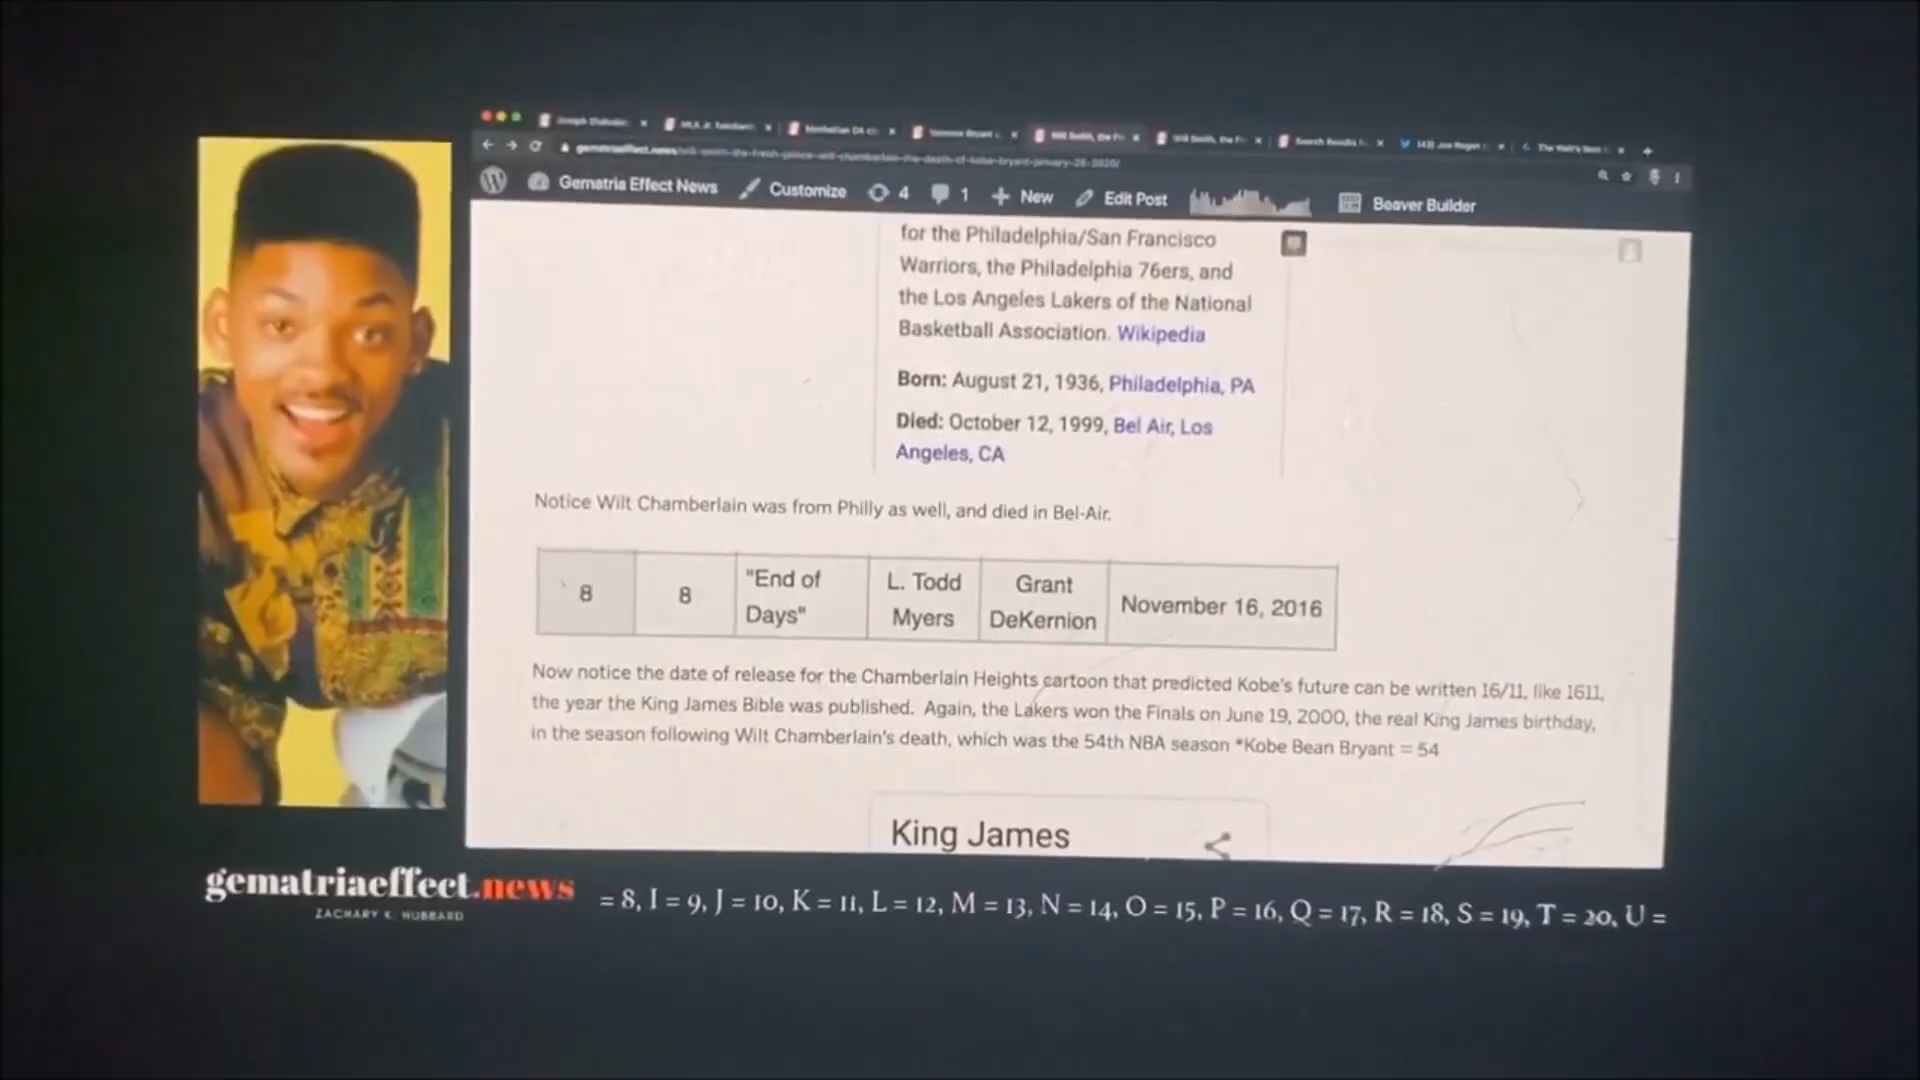 gematriaeffect.news
Gematria Effect News Customize 4 1 New Edit Post Beaver Builder
for the Philadelphia/San Francisco
Warriors, the Philadelphia 76ers, and
the Los Angeles Lakers of the National
Basketball Association. Wikipedia
Born: August 21, 1936, Philadelphia, PA
Died: October 12, 1999, Bel Air, Los
Angeles, CA
Notice Wilt Chamberlain was from Philly as well, and died in Bel-Air.
8 8 "End of Days" L. Todd Myers Grant DeKernion November 16, 2016
Now notice the date of release for the Chamberlain Heights cartoon that predicted Kobe's future can be written 16/11, like 1611,
the year the King James Bible was published. Again, the Lakers won the Finals on June 19, 2000, the real King James birthday,
in the season following Wilt Chamberlain's death, which was the 54th NBA season *Kobe Bean Bryant = 54
King James
gematriaeffect.news
ZACHARY K. HUBBARD
= 8, I = 9, J = 10, K = 11, L = 12, M = 13, N = 14, O = 15, P = 16, Q = 17, R = 18, S = 19, T = 20, U =